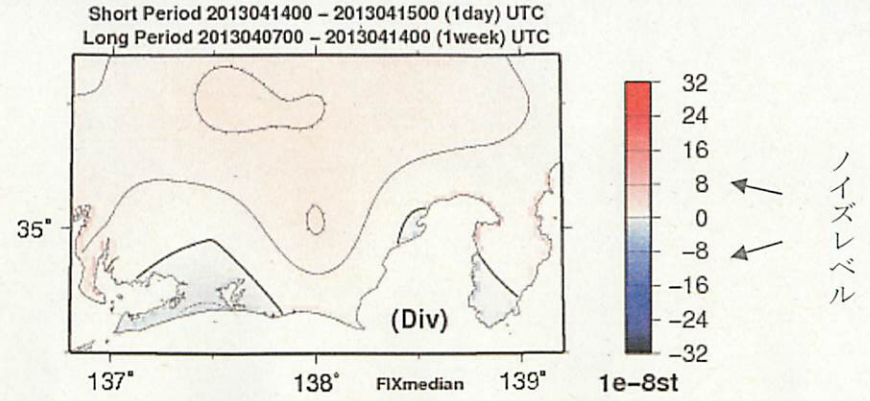 Short Period 2013041400 – 2013041500 (1day) UTC
Long Period 2013040700 – 2013041400 (1week) UTC
35°
(Div)
137°
138°
FIXmedian
139°
32
24
16
8
0
−8
−16
−24
−32
1e−8st
ノイズレベル